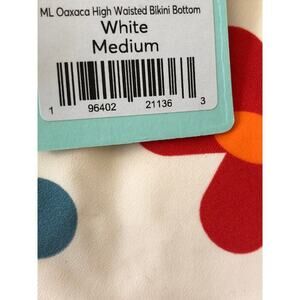 ML Oaxaca High Waisted Bikini Bottom
White
Medium
1 96402 21136 3